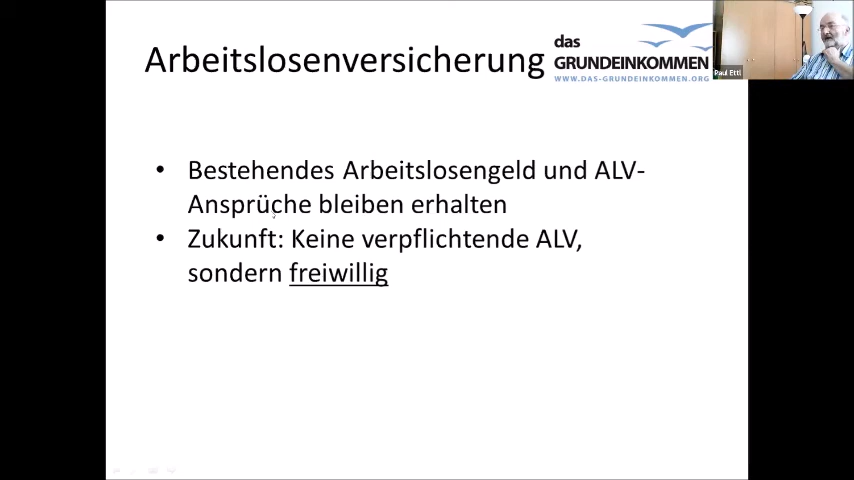 Arbeitslosenversicherung
das
GRUNDEINKOMMEN
WWW.DAS-GRUNDEINKOMMEN.ORG
Paul Ettl
• Bestehendes Arbeitslosengeld und ALV-
Ansprüche bleiben erhalten
• Zukunft: Keine verpflichtende ALV,
sondern freiwillig